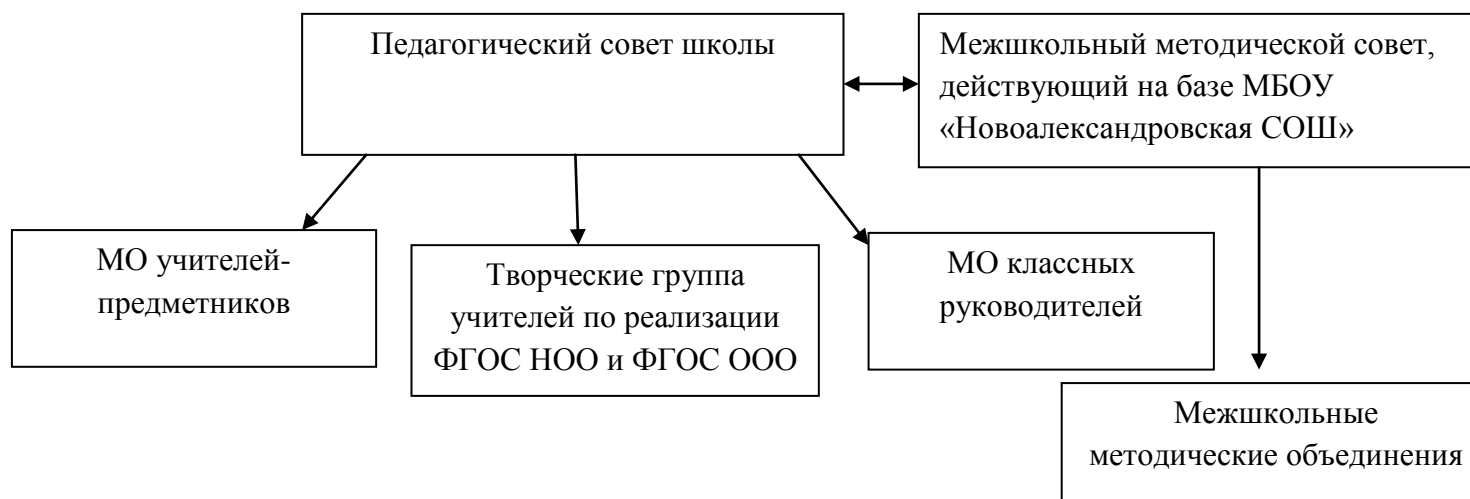 Педагогический совет школы
Межшкольный методической совет,
действующий на базе МБОУ
«Новоалександровская СОШ»
МО учителей-
предметников
Творческие группа
учителей по реализации
ФГОС НОО и ФГОС ООО
МО классных
руководителей
Межшкольные
методические объединения